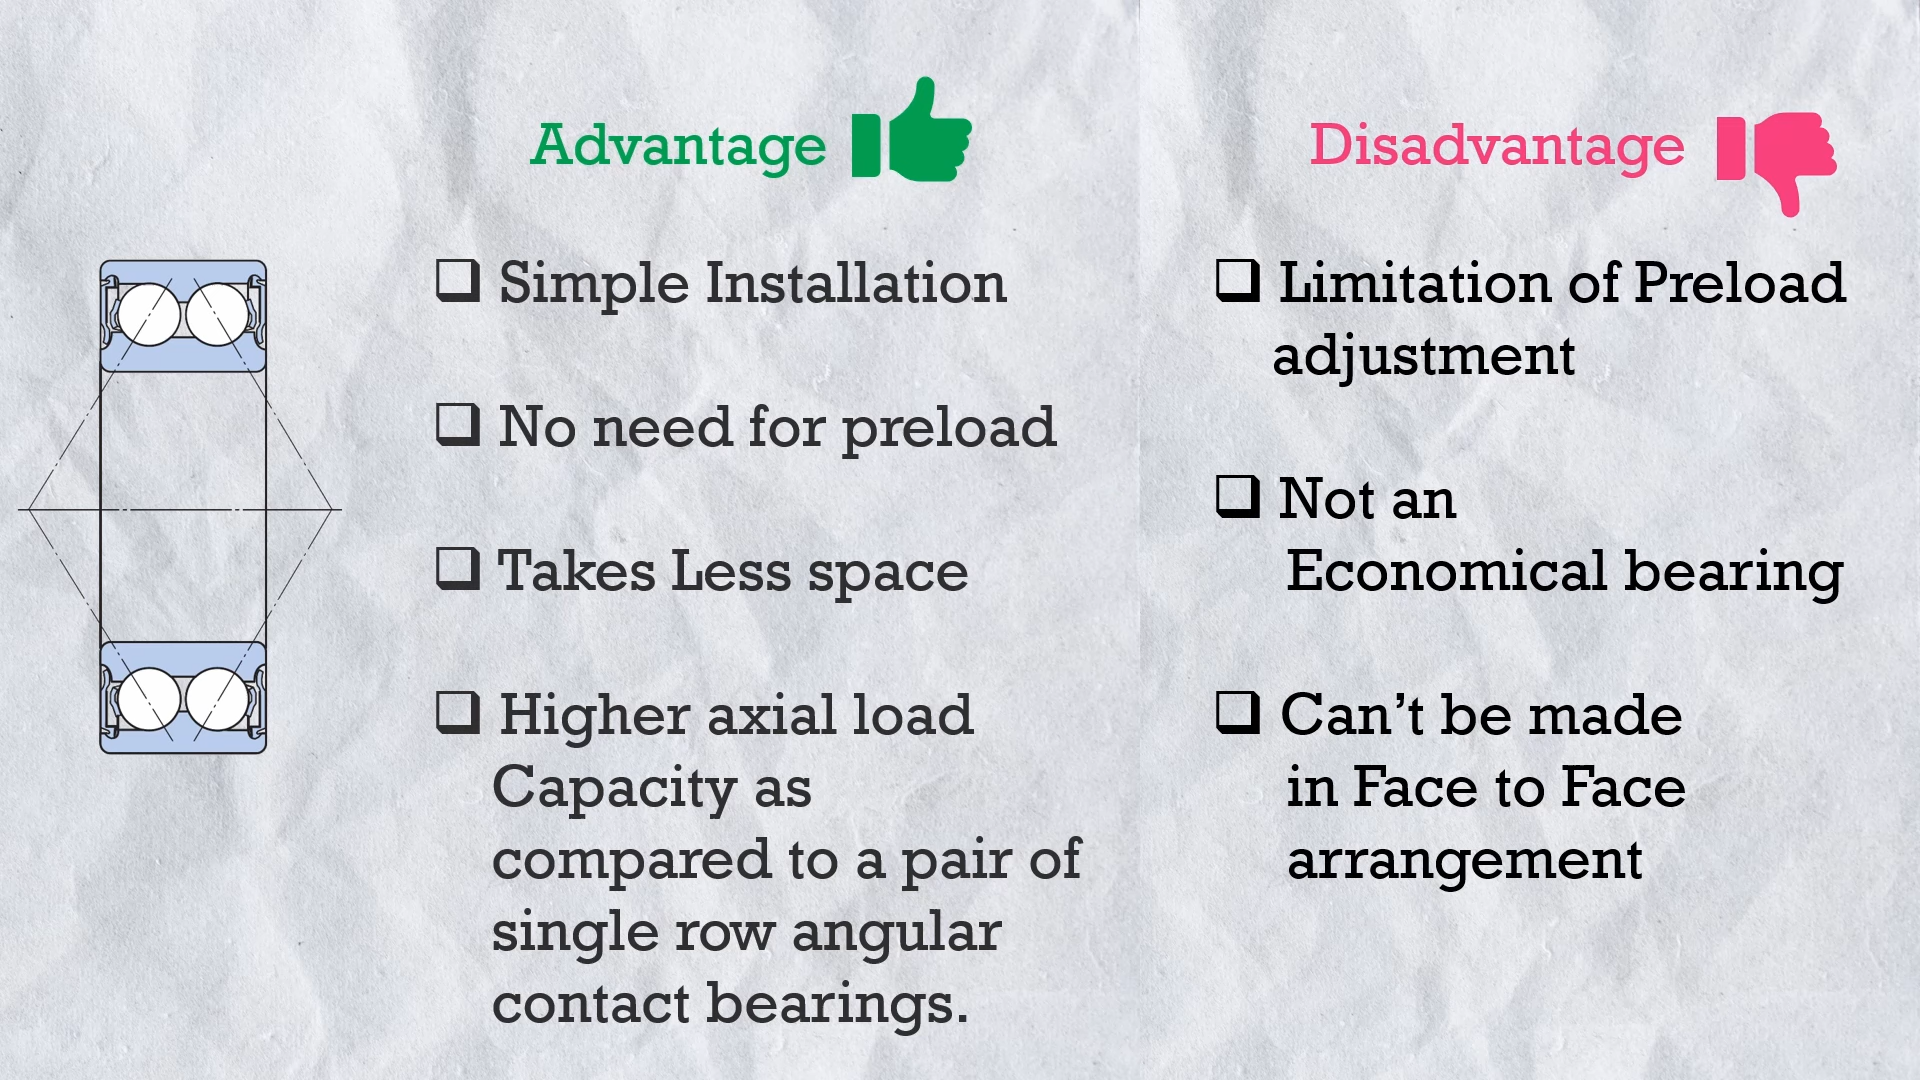 Advantage
Simple Installation
No need for preload
Takes Less space
Higher axial load
Capacity as
compared to a pair of
single row angular
contact bearings.
Disadvantage
Limitation of Preload
adjustment
Not an
Economical bearing
Can't be made
in Face to Face
arrangement